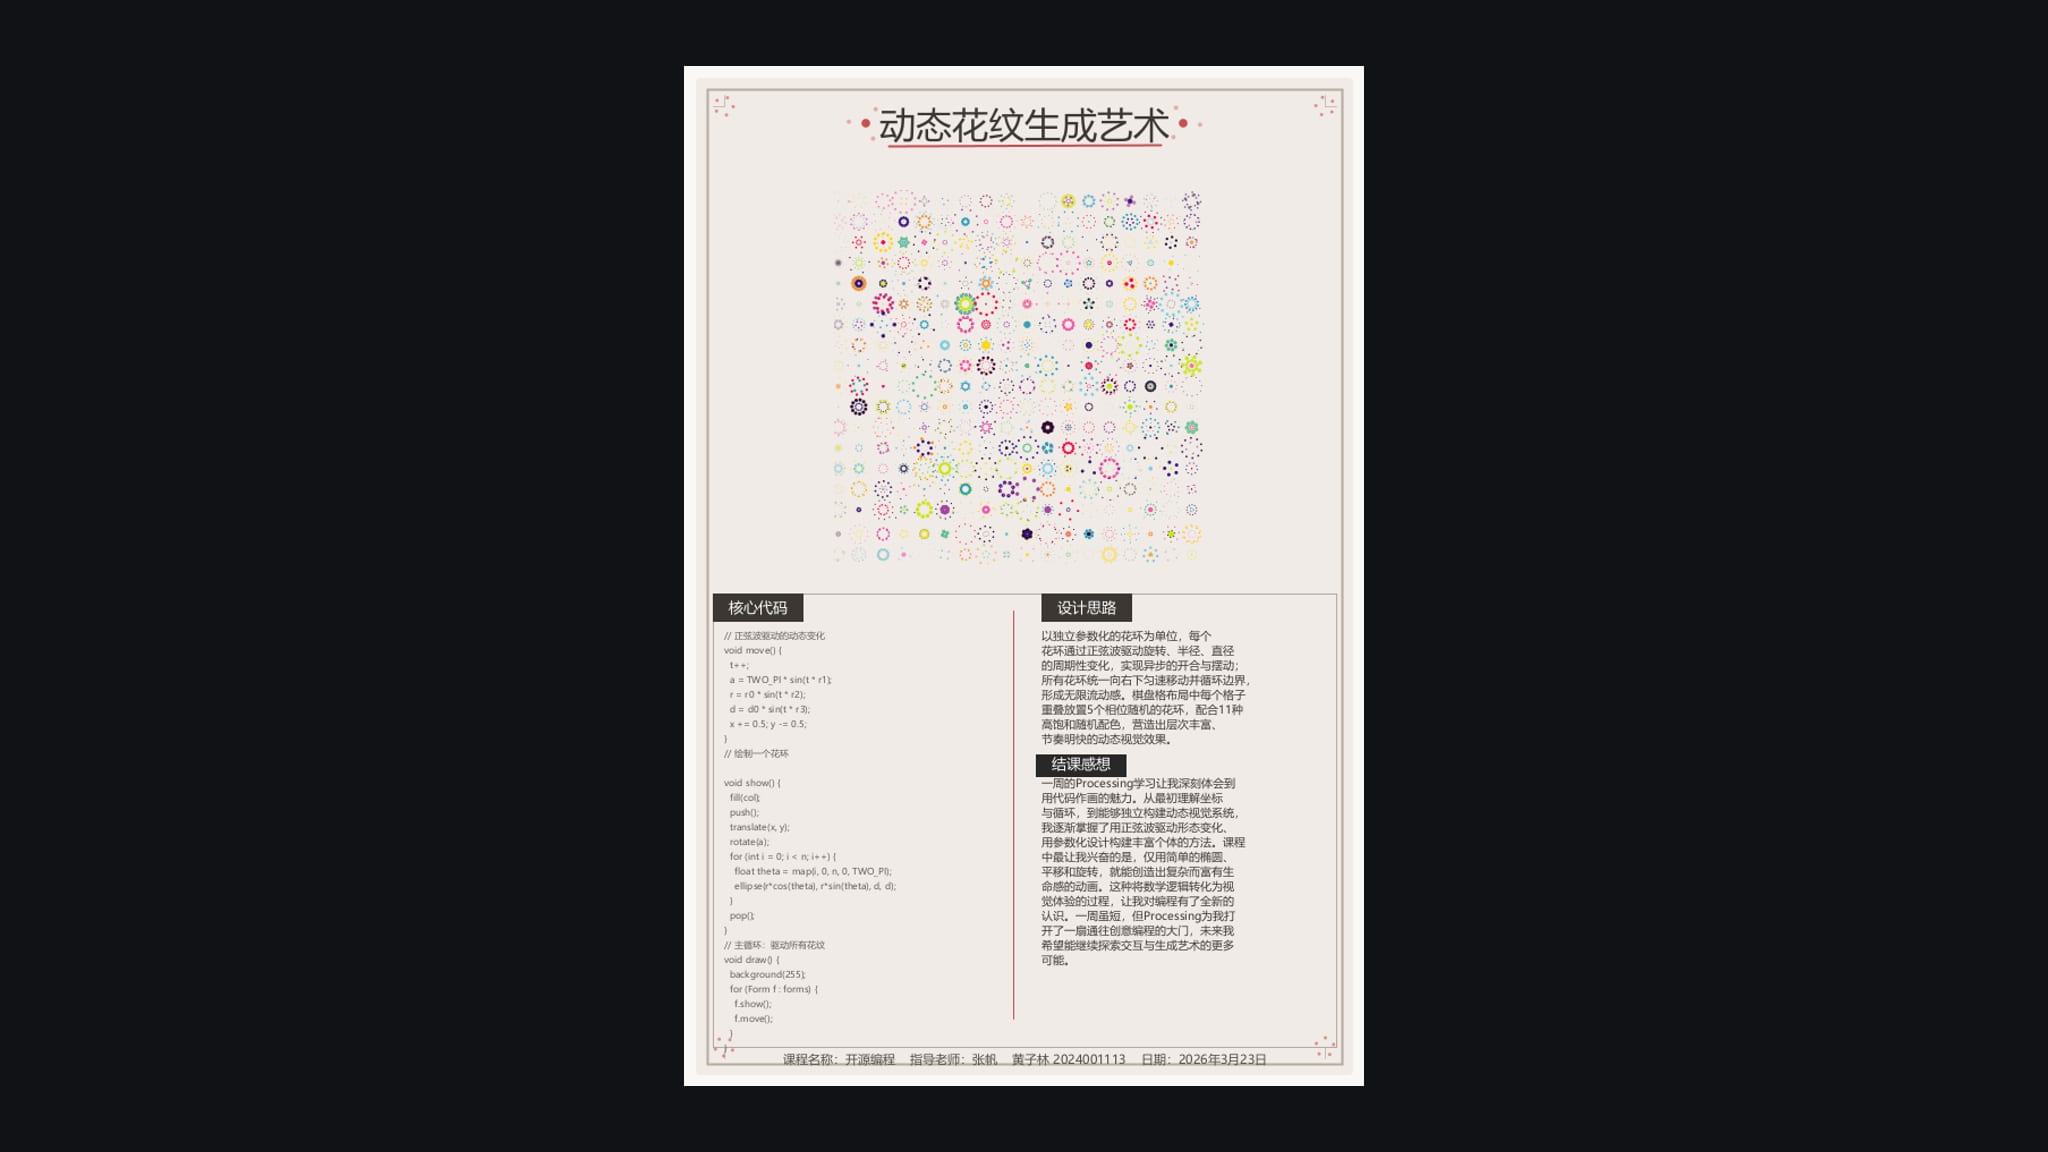 动态花纹生成艺术
核心代码
// 正弦波驱动的动态变化
void move() {
t++;
a = TWO_PI * sin(t * r1);
r = r0 * sin(t * r2);
d = d0 * sin(t * r3);
x += 0.5; y -= 0.5;
}
// 绘制一个花环
void show() {
fill(col);
push();
translate(x, y);
rotate(a);
for (int i = 0; i < n; i++) {
float theta = map(i, 0, n, 0, TWO_PI);
ellipse(r*cos(theta), r*sin(theta), d, d);
}
pop();
}
// 主循环：驱动所有花纹
void draw() {
background(255);
for (Form f : forms) {
f.show();
f.move();
}
}
设计思路
以独立参数化的花环为单位，每个
花环通过正弦波驱动旋转、半径、直径
的周期性变化，实现异步的开合与摆动；
所有花环统一向右下匀速移动并循环边界，
形成无限流动感。棋盘格布局中每个格子
重叠放置5个相位随机的花环，配合11种
高饱和随机配色，营造出层次丰富、
节奏明快的动态视觉效果。
结课感想
一周的Processing学习让我深刻体会到
用代码作画的魅力。从最初理解坐标
与循环，到能够独立构建动态视觉系统，
我逐渐掌握了用正弦波驱动形态变化、
用参数化设计构建丰富个体的方法。课程
中最让我兴奋的是，仅用简单的椭圆、
平移和旋转，就能创造出复杂而富有生
命感的动画。这种将数学逻辑转化为视
觉体验的过程，让我对编程有了全新的
认识。一周虽短，但Processing为我打
开了一扇通往创意编程的大门，未来我
希望能继续探索交互与生成艺术的更多
可能。
课程名称：开源编程 指导老师：张帆 黄子林 2024001113 日期：2026年3月23日